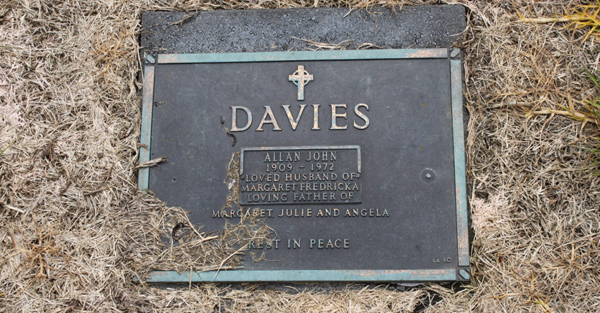 DAVIES
ALLAN JOHN
1909 - 1972
LOVED HUSBAND OF
MARGARET FREDRICKA
LOVING FATHER OF
MARGARET JULIE AND ANGELA
REST IN PEACE